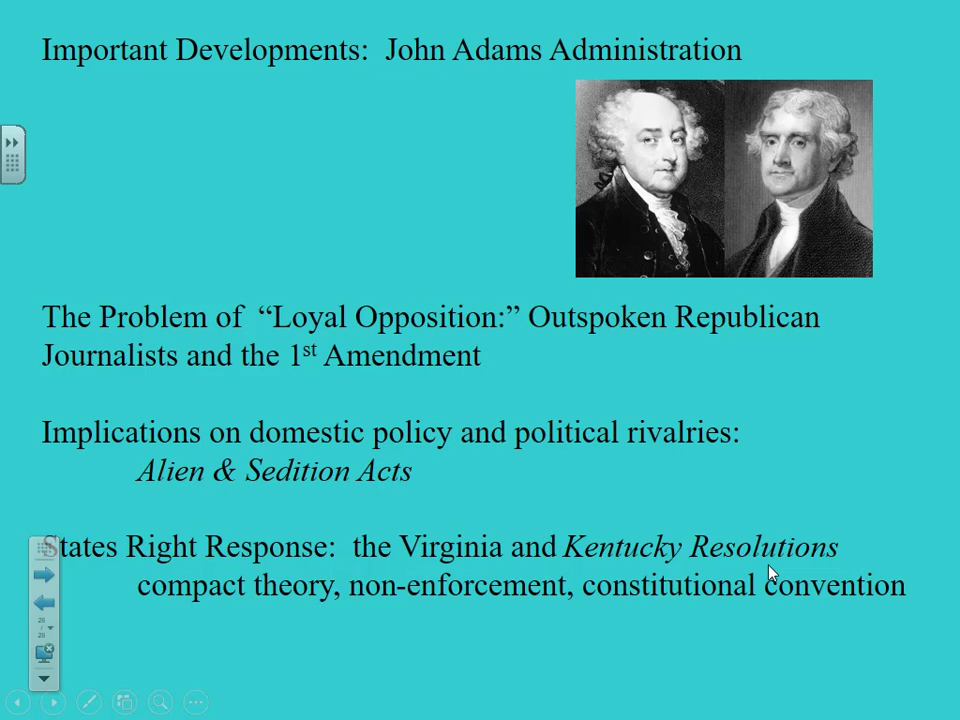 Important Developments:  John Adams Administration
The Problem of  “Loyal Opposition:” Outspoken Republican
Journalists and the 1st Amendment
Implications on domestic policy and political rivalries:
Alien & Sedition Acts
States Right Response:  the Virginia and Kentucky Resolutions
compact theory, non-enforcement, constitutional convention
28
/
28